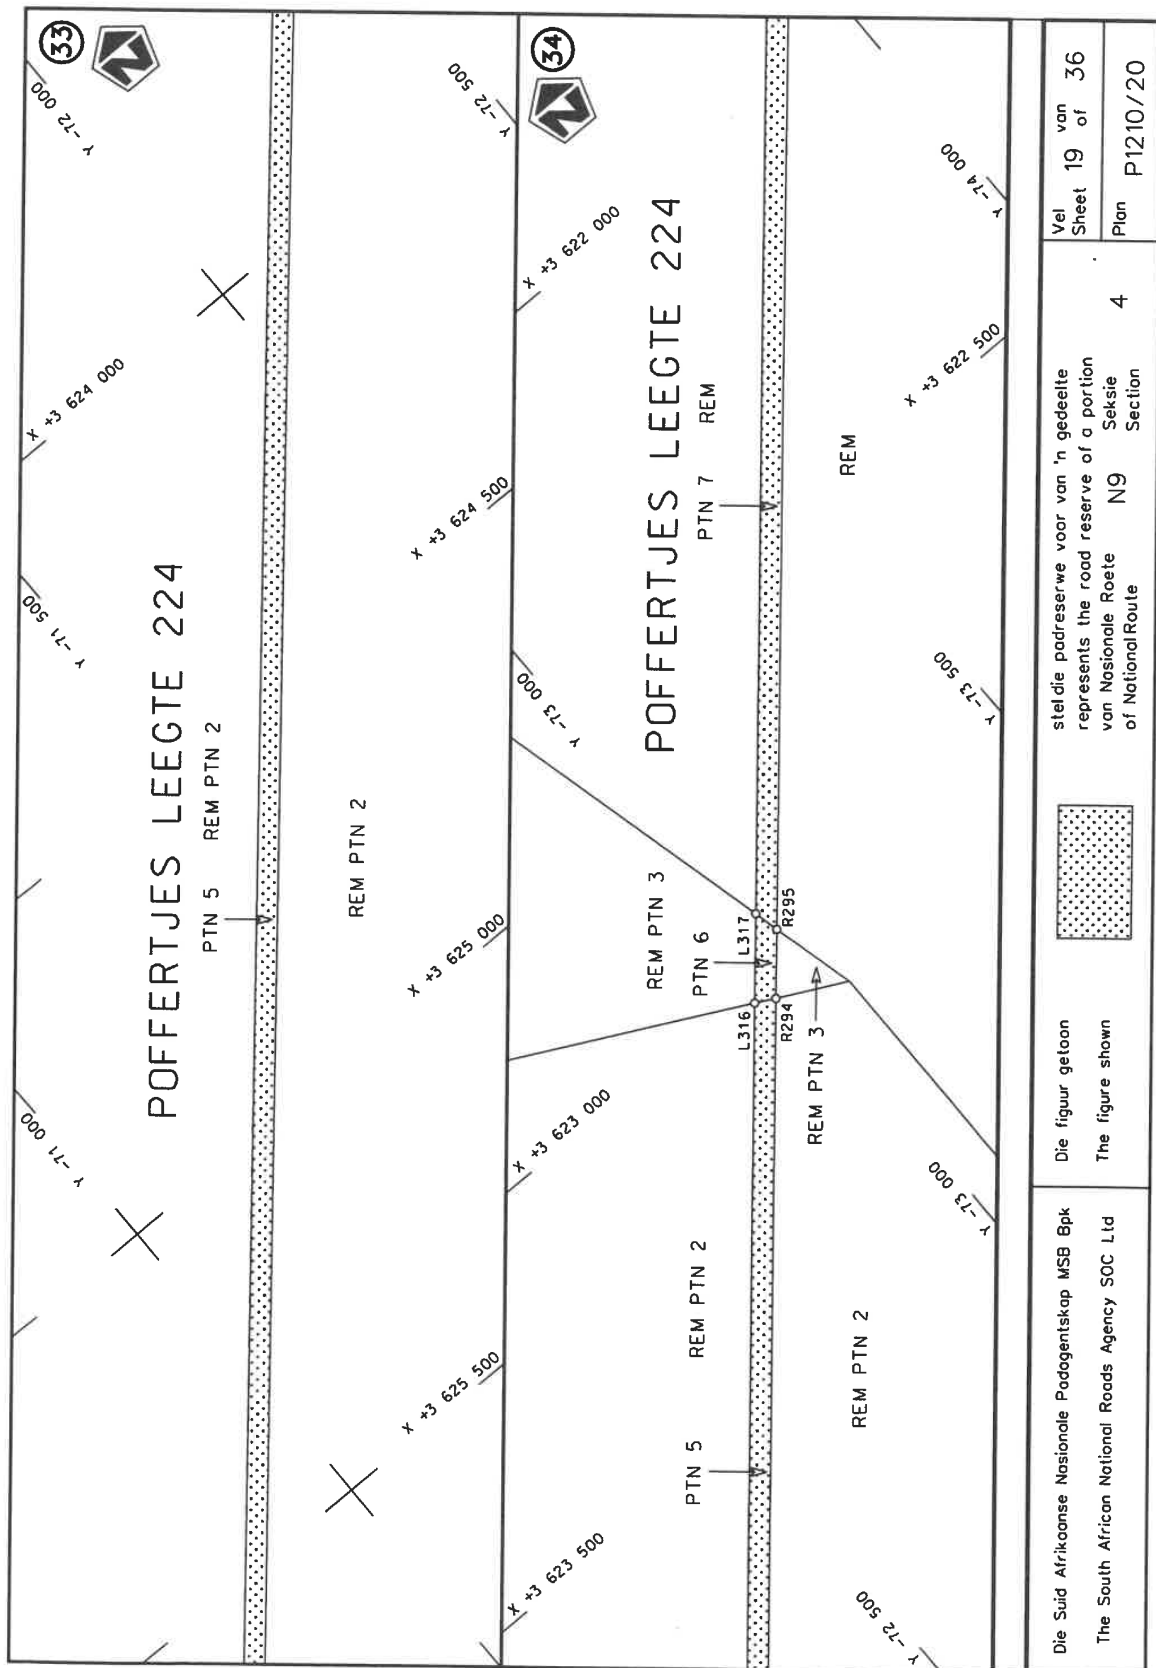 33
Y -71 000
Y -71 500
X +3 624 000
Y -72 000
POFFERTJES LEEGTE 224
PTN 5 REM PTN 2
REM PTN 2
X +3 625 500
X +3 625 000
X +3 624 500
Y -72 500
34
X +3 623 500
X +3 623 000
Y -73 000
X +3 622 000
POFFERTJES LEEGTE 224
REM PTN 3
PTN 5
REM PTN 2
PTN 6
PTN 7 REM
L316
L317
R294
R295
REM PTN 3
REM PTN 2
REM
Y -72 500
Y -73 000
Y -73 500
X +3 622 500
Y -74 000
Die Suid Afrikaanse Nasionale Padagentskap MSB Bpk
The South African National Roads Agency SOC Ltd
Die figuur getoon
The figure shown
stel die padreserwe voor van 'n gedeelte
represents the road reserve of a portion
van Nasionale Roete N9 Seksie 4
of National Route Section
Vel 19 van 36
Sheet of
Plan P1210/20